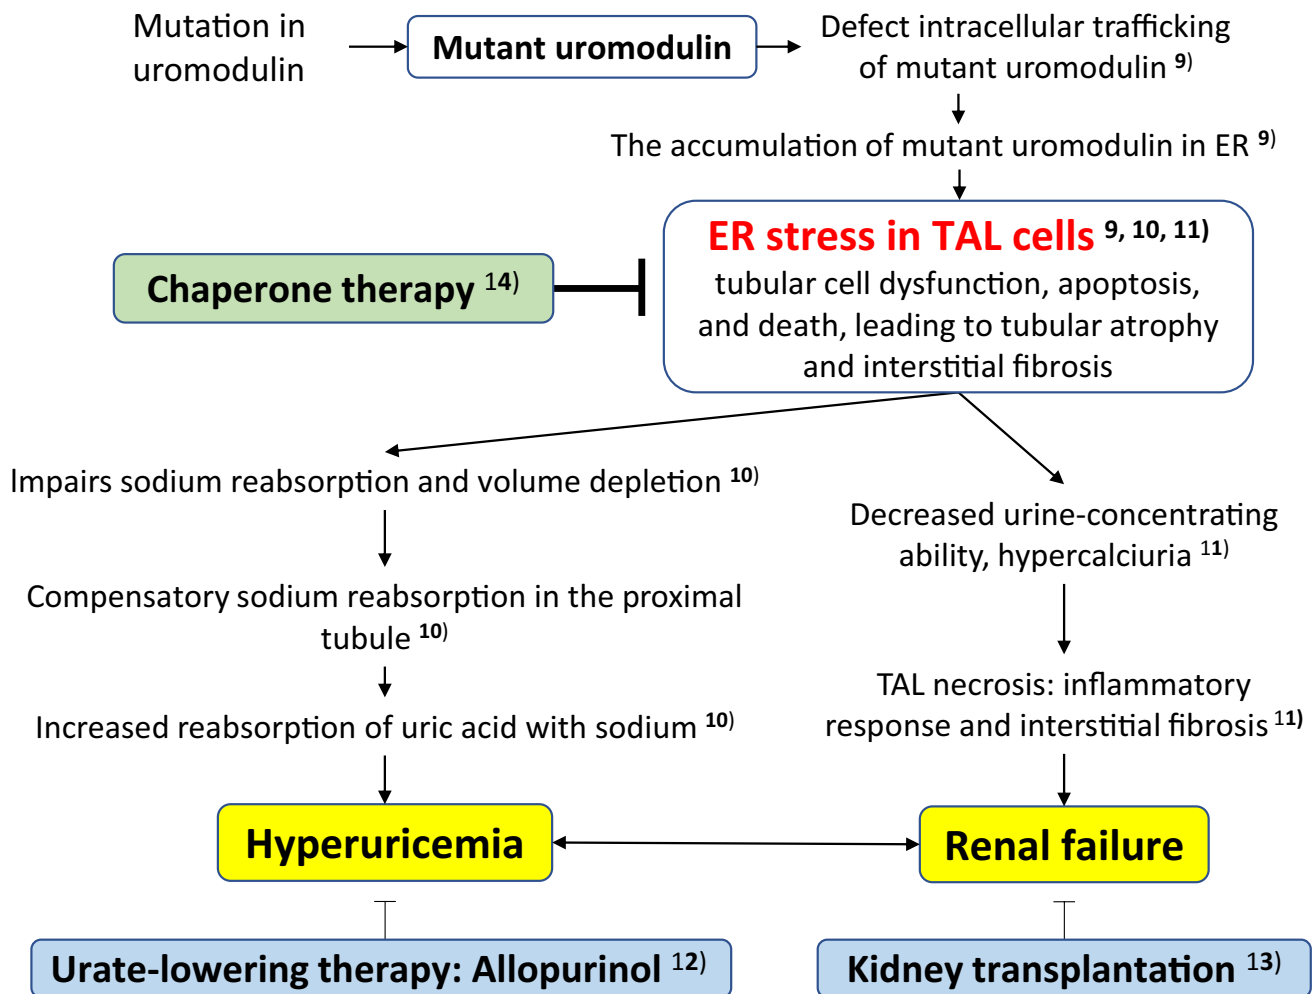 Mutation in
uromodulin
Mutant uromodulin
Defect intracellular trafficking
of mutant uromodulin 9)
The accumulation of mutant uromodulin in ER 9)
ER stress in TAL cells 9, 10, 11)
tubular cell dysfunction, apoptosis,
and death, leading to tubular atrophy
and interstitial fibrosis
Chaperone therapy 14)
Impairs sodium reabsorption and volume depletion 10)
Compensatory sodium reabsorption in the proximal
tubule 10)
Increased reabsorption of uric acid with sodium 10)
Decreased urine-concentrating
ability, hypercalciuria 11)
TAL necrosis: inflammatory
response and interstitial fibrosis 11)
Hyperuricemia
Renal failure
Urate-lowering therapy: Allopurinol 12)
Kidney transplantation 13)